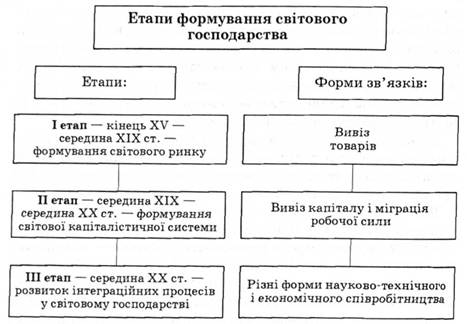 Етапи формування світового
господарства
Етапи:
Форми зв’язків:
I етап — кінець XV —
середина XIX ст. —
формування світового ринку
Вивіз
товарів
II етап — середина XIX —
середина XX ст. — формування
світової капіталістичної системи
Вивіз капіталу і міграція
робочої сили
III етап — середина XX ст. —
розвиток інтеграційних процесів
у світовому господарстві
Різні форми науково-технічного
і економічного співробітництва